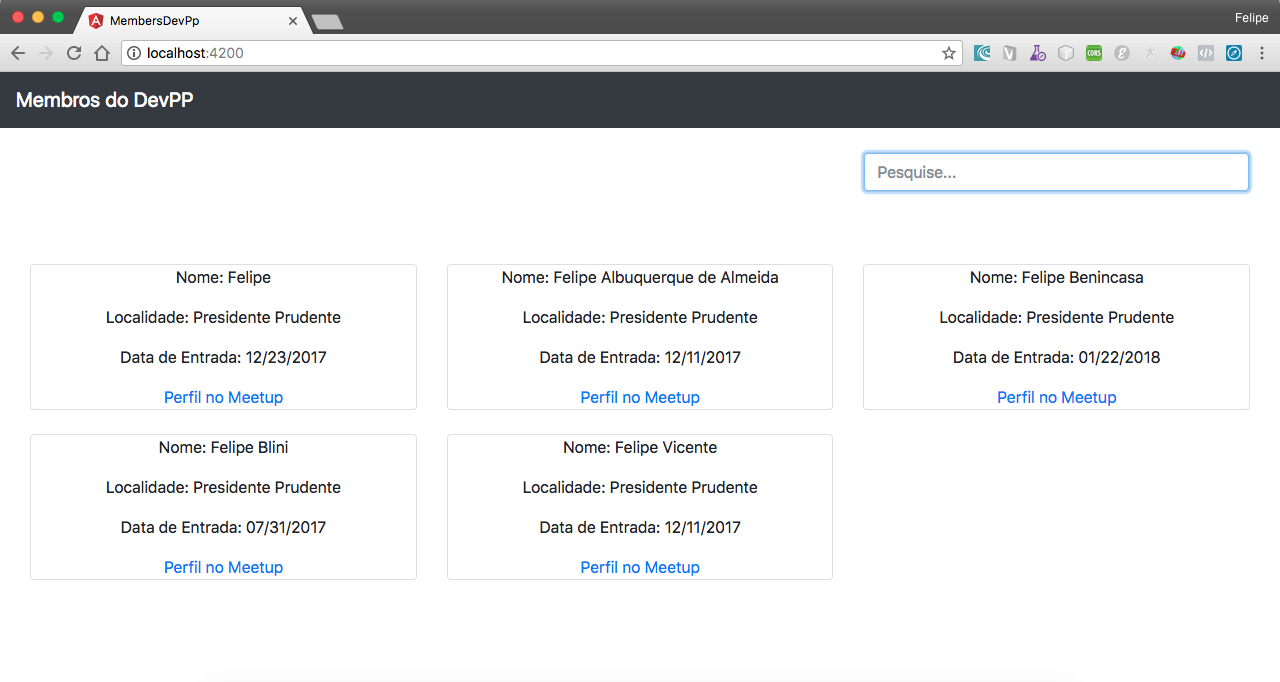 MembersDevPp
Felipe
localhost:4200
CORS
Membros do DevPP
Pesquise...
Nome: Felipe
Localidade: Presidente Prudente
Data de Entrada: 12/23/2017
Perfil no Meetup
Nome: Felipe Albuquerque de Almeida
Localidade: Presidente Prudente
Data de Entrada: 12/11/2017
Perfil no Meetup
Nome: Felipe Benincasa
Localidade: Presidente Prudente
Data de Entrada: 01/22/2018
Perfil no Meetup
Nome: Felipe Blini
Localidade: Presidente Prudente
Data de Entrada: 07/31/2017
Perfil no Meetup
Nome: Felipe Vicente
Localidade: Presidente Prudente
Data de Entrada: 12/11/2017
Perfil no Meetup